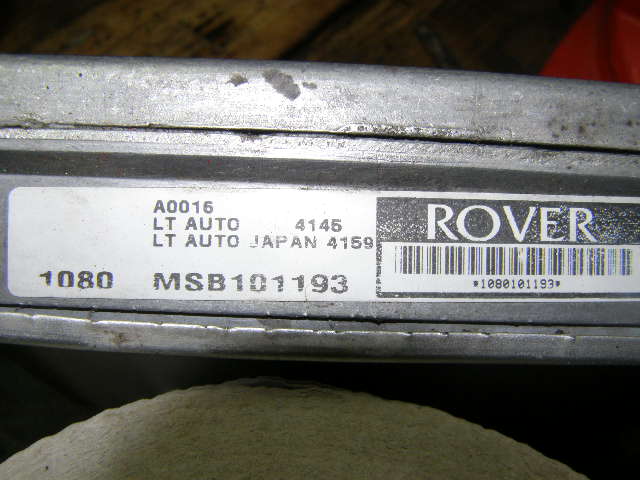 A0016
LT AUTO 4145
LT AUTO JAPAN 4159
1080 MSB101193
ROVER
*1080101193*